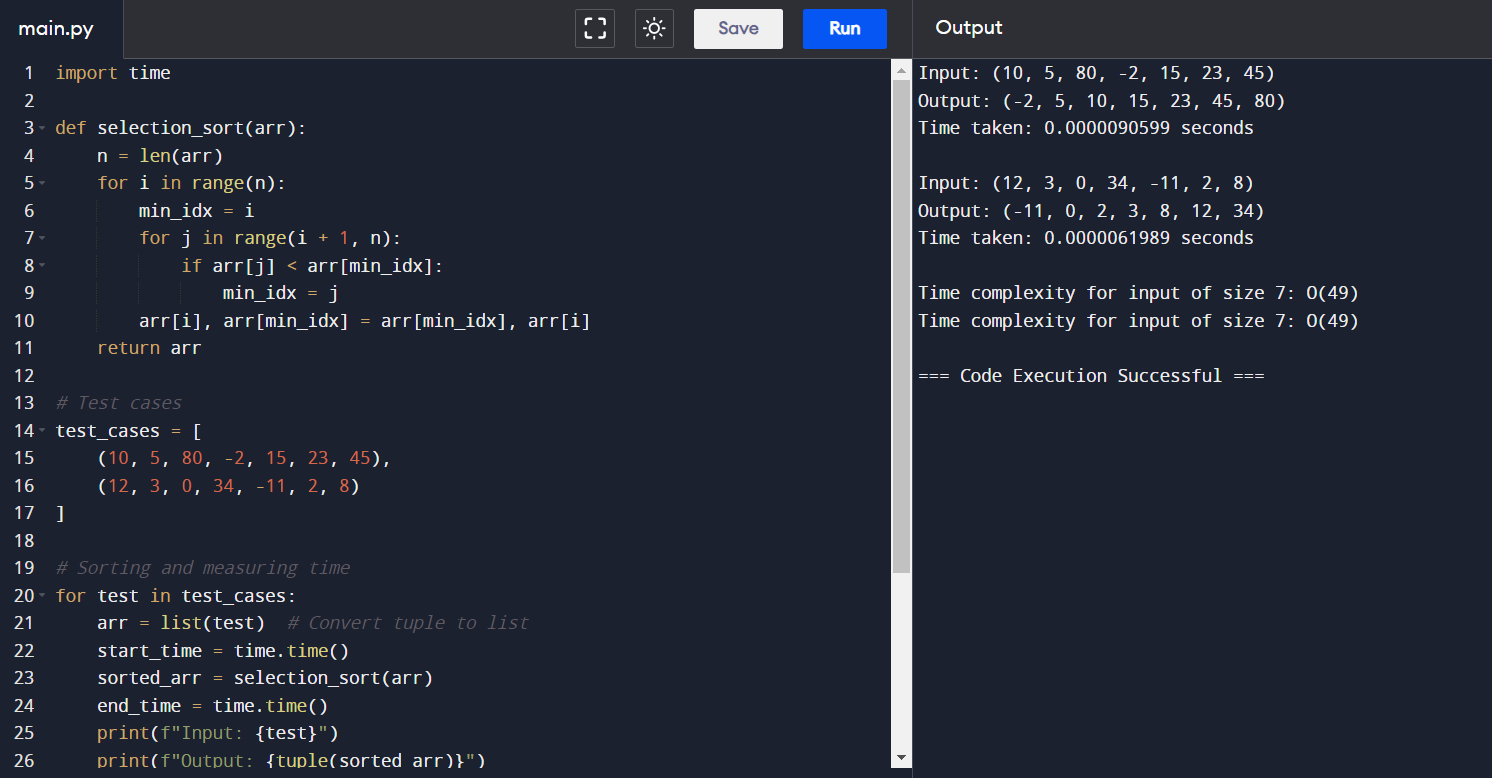 main.py
Save
Run
Output
1 import time
2
3 def selection_sort(arr):
4     n = len(arr)
5     for i in range(n):
6         min_idx = i
7         for j in range(i + 1, n):
8             if arr[j] < arr[min_idx]:
9                 min_idx = j
10         arr[i], arr[min_idx] = arr[min_idx], arr[i]
11     return arr
12
13 # Test cases
14 test_cases = [
15     (10, 5, 80, -2, 15, 23, 45),
16     (12, 3, 0, 34, -11, 2, 8)
17 ]
18
19 # Sorting and measuring time
20 for test in test_cases:
21     arr = list(test)  # Convert tuple to list
22     start_time = time.time()
23     sorted_arr = selection_sort(arr)
24     end_time = time.time()
25     print(f"Input: {test}")
26     print(f"Output: {tuple(sorted_arr)}")
Input: (10, 5, 80, -2, 15, 23, 45)
Output: (-2, 5, 10, 15, 23, 45, 80)
Time taken: 0.0000090599 seconds

Input: (12, 3, 0, 34, -11, 2, 8)
Output: (-11, 0, 2, 3, 8, 12, 34)
Time taken: 0.0000061989 seconds

Time complexity for input of size 7: O(49)
Time complexity for input of size 7: O(49)

=== Code Execution Successful ===